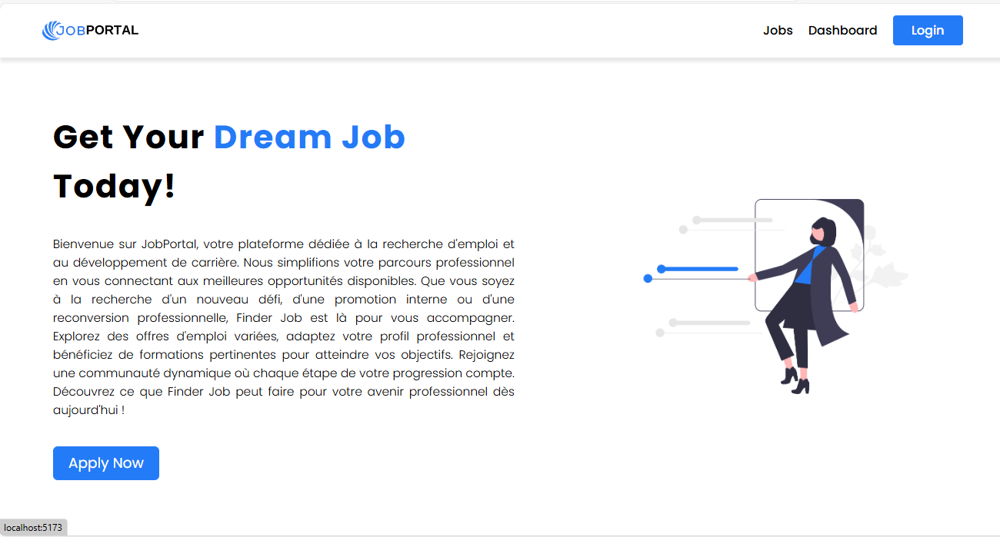 JOBPORTAL
Jobs Dashboard Login
Get Your Dream Job
Today!
Bienvenue sur JobPortal, votre plateforme dédiée à la recherche d'emploi et
au développement de carrière. Nous simplifions votre parcours professionnel
en vous connectant aux meilleures opportunités disponibles. Que vous soyez
à la recherche d'un nouveau défi, d'une promotion interne ou d'une
reconversion professionnelle, Finder Job est là pour vous accompagner.
Explorez des offres d'emploi variées, adaptez votre profil professionnel et
bénéficiez de formations pertinentes pour atteindre vos objectifs. Rejoignez
une communauté dynamique où chaque étape de votre progression compte.
Découvrez ce que Finder Job peut faire pour votre avenir professionnel dès
aujourd'hui !
Apply Now
localhost:5173